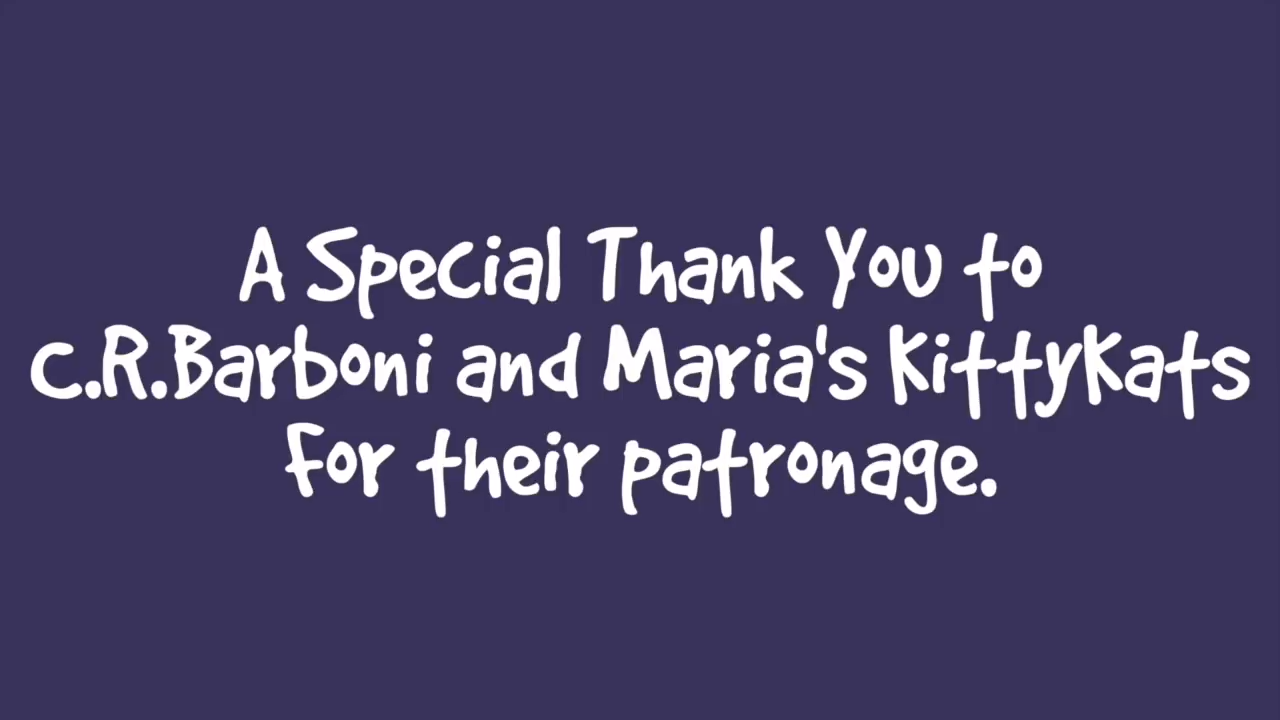 A Special Thank You to
C.R.Barboni and Maria's KittyKats
For their patronage.